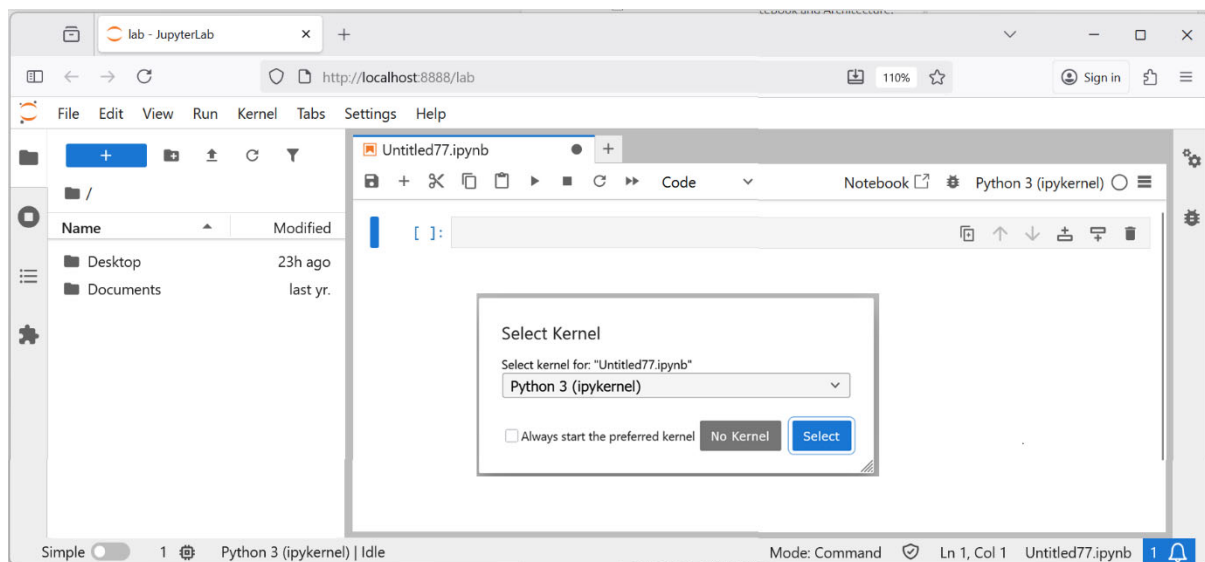 teBook and Architecture.
lab - JupyterLab
http://localhost:8888/lab
110%
Sign in
File Edit View Run Kernel Tabs Settings Help
Untitled77.ipynb
Code
Notebook
Python 3 (ipykernel)
/
Name Modified
Desktop 23h ago
Documents last yr.
[ ]:
Select Kernel
Select kernel for: "Untitled77.ipynb"
Python 3 (ipykernel)
Always start the preferred kernel
No Kernel
Select
Simple 1 Python 3 (ipykernel) | Idle Mode: Command Ln 1, Col 1 Untitled77.ipynb 1